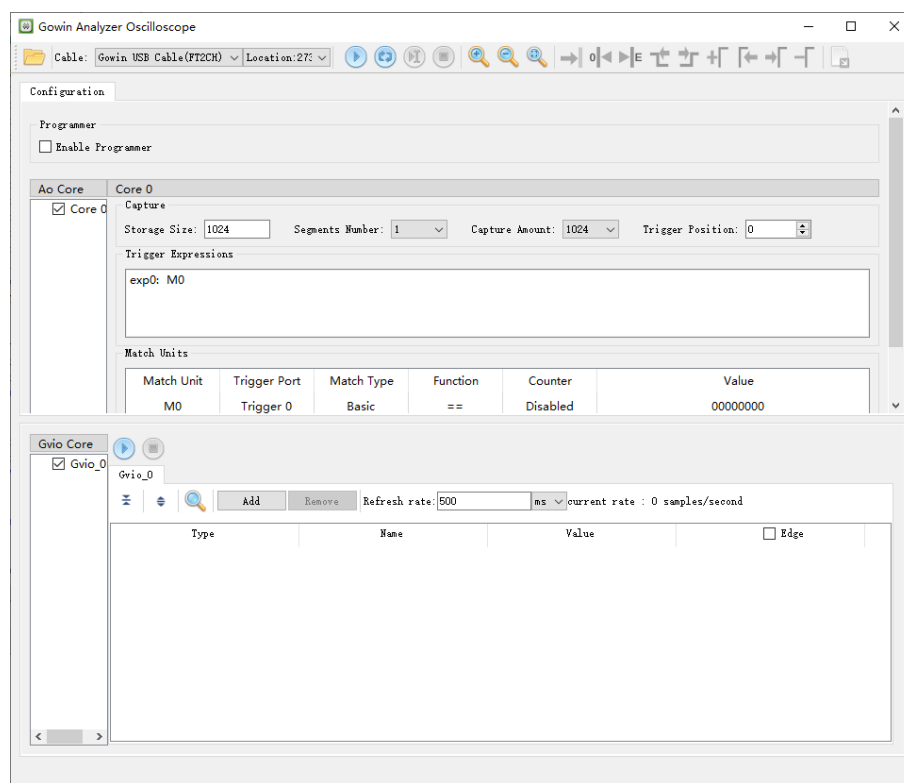 Gowin Analyzer Oscilloscope
Cable: Gowin USB Cable(FT2CH) Location:273
Configuration
Programmer
Enable Programmer
Ao Core Core 0
Core 0 Capture
Storage Size: 1024 Segments Number: 1 Capture Amount: 1024 Trigger Position: 0
Trigger Expressions
exp0: M0
Match Units
Match Unit Trigger Port Match Type Function Counter Value
M0 Trigger 0 Basic == Disabled 00000000
Gvio Core
Gvio_0 Gvio_0
Add Remove Refresh rate: 500 ms current rate : 0 samples/second
Type Name Value Edge